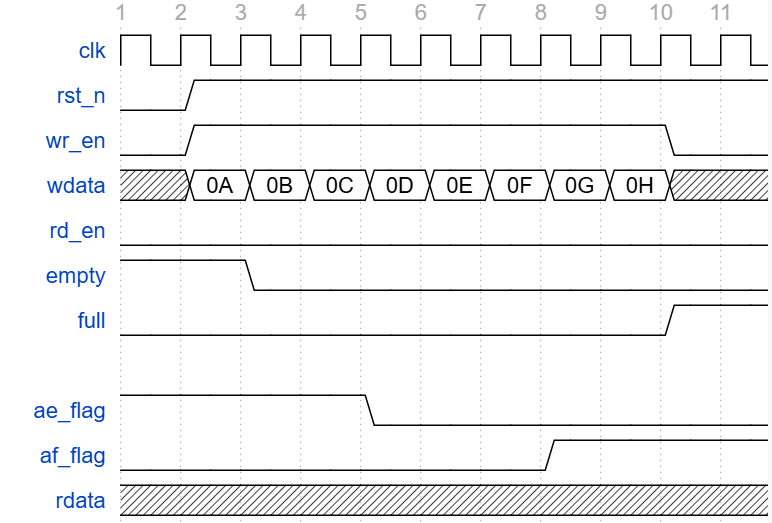 1 2 3 4 5 6 7 8 9 10 11
clk
rst_n
wr_en
wdata 0A 0B 0C 0D 0E 0F 0G 0H
rd_en
empty
full
ae_flag
af_flag
rdata